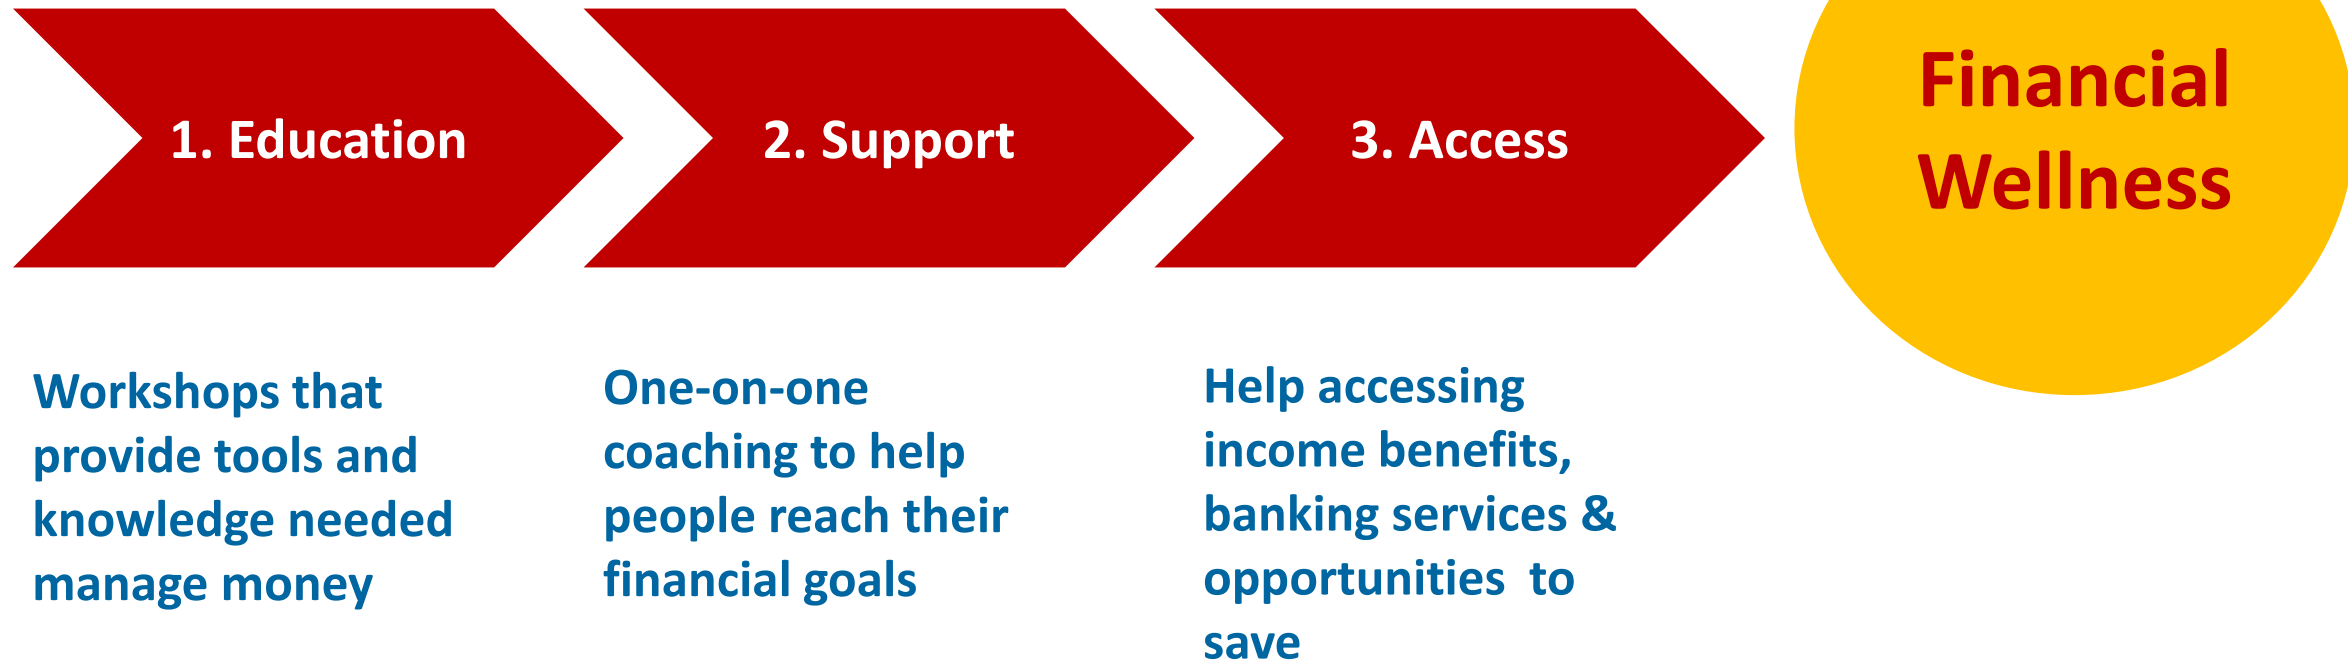 1. Education
2. Support
3. Access
Financial
Wellness
Workshops that
provide tools and
knowledge needed
manage money
One-on-one
coaching to help
people reach their
financial goals
Help accessing
income benefits,
banking services &
opportunities  to
save